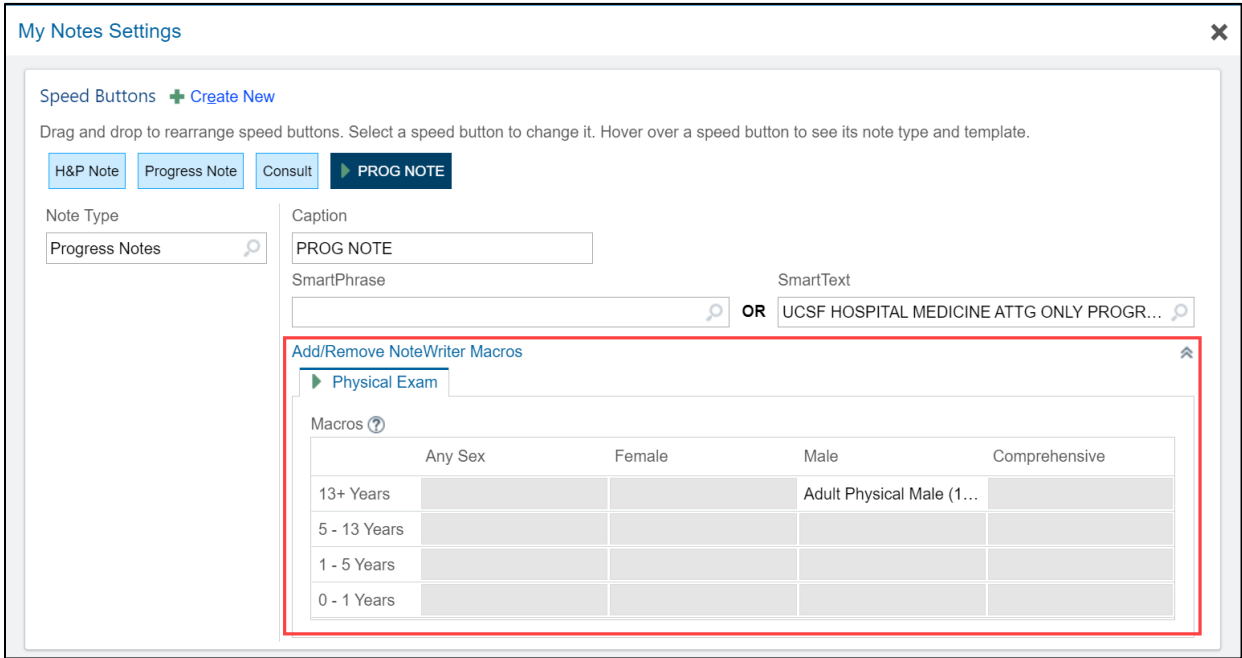 My Notes Settings
Speed Buttons Create New
Drag and drop to rearrange speed buttons. Select a speed button to change it. Hover over a speed button to see its note type and template.
H&P Note Progress Note Consult PROG NOTE
Note Type Caption
Progress Notes PROG NOTE
SmartPhrase SmartText
OR UCSF HOSPITAL MEDICINE ATTG ONLY PROGR...
Add/Remove NoteWriter Macros
Physical Exam
Macros ?
Any Sex Female Male Comprehensive
13+ Years Adult Physical Male (1...
5 - 13 Years
1 - 5 Years
0 - 1 Years